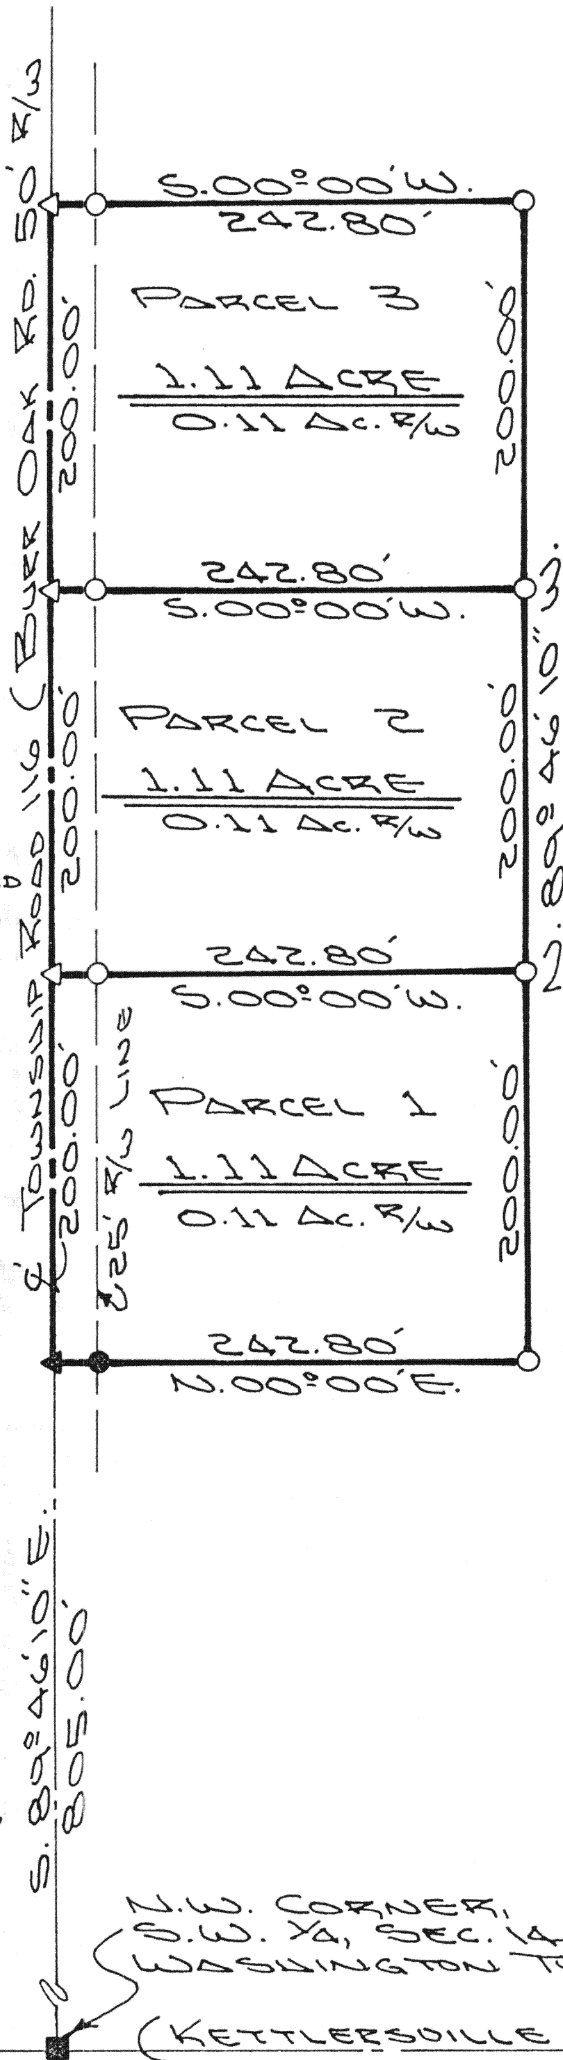 TOWNSHIP ROAD 116 (BURR OAK RD. 50' R/W
S.00°00'W.
242.80'
200.00'
PARCEL 3
1.11 ACRE
0.11 AC. R/W
200.00'
242.80'
S.00°00'W.
200.00'
PARCEL 2
1.11 ACRE
0.11 AC. R/W
200.00'
N. 89° 46' 10" W.
242.80'
S.00°00'W.
200.00'
25' R/W LINE
PARCEL 1
1.11 ACRE
0.11 AC. R/W
200.00'
242.80'
N.00°00'E.
S. 89° 46' 10" E.
805.00'
N.W. CORNER,
S.W. 1/4, SEC. 14
WASHINGTON
(KETTLERSVILLE